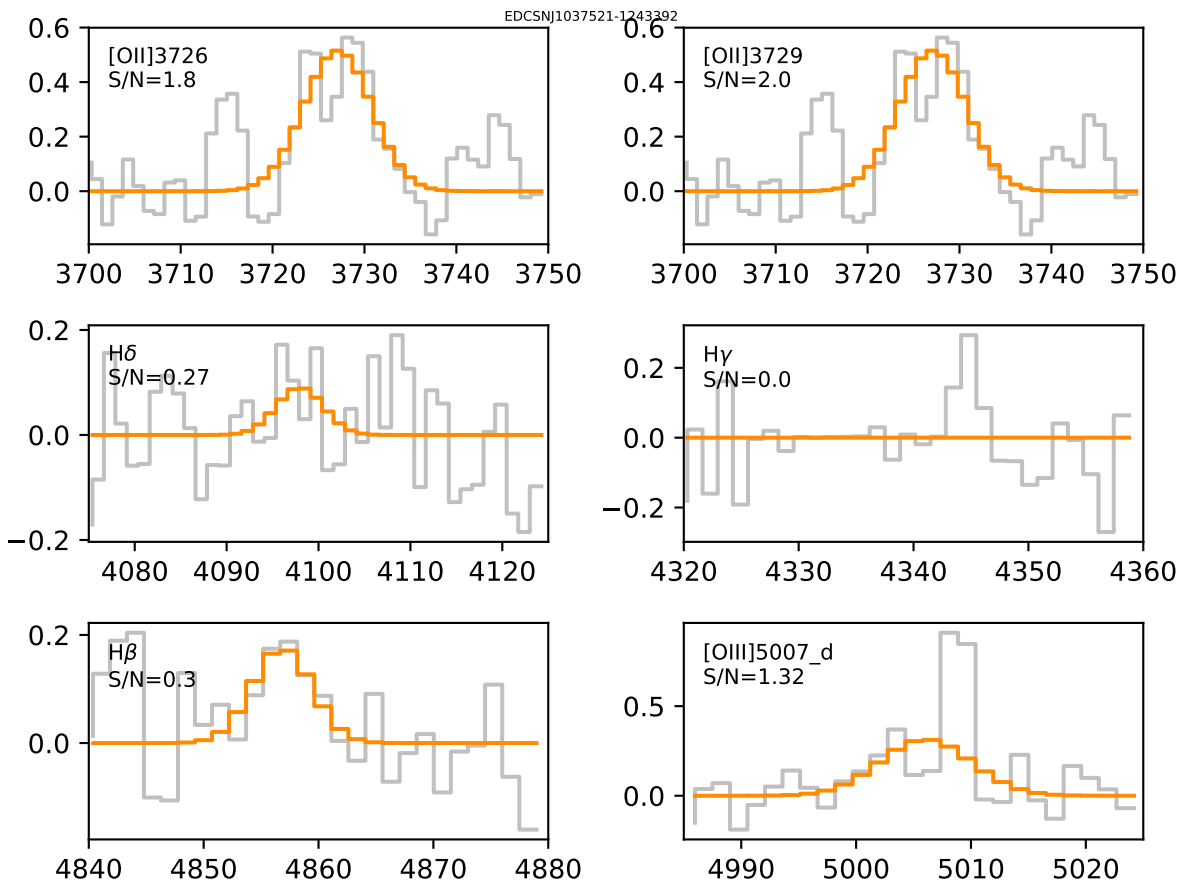 EDCSNJ1037521-1243392
[OII]3726
S/N=1.8
0.6
0.4
0.2
0.0
3700 3710 3720 3730 3740 3750
[OII]3729
S/N=2.0
0.6
0.4
0.2
0.0
3700 3710 3720 3730 3740 3750
Hδ
S/N=0.27
0.2
0.0
−0.2
4080 4090 4100 4110 4120
Hγ
S/N=0.0
0.2
0.0
−0.2
4320 4330 4340 4350 4360
Hβ
S/N=0.3
0.2
0.0
4840 4850 4860 4870 4880
[OIII]5007_d
S/N=1.32
0.5
0.0
4990 5000 5010 5020